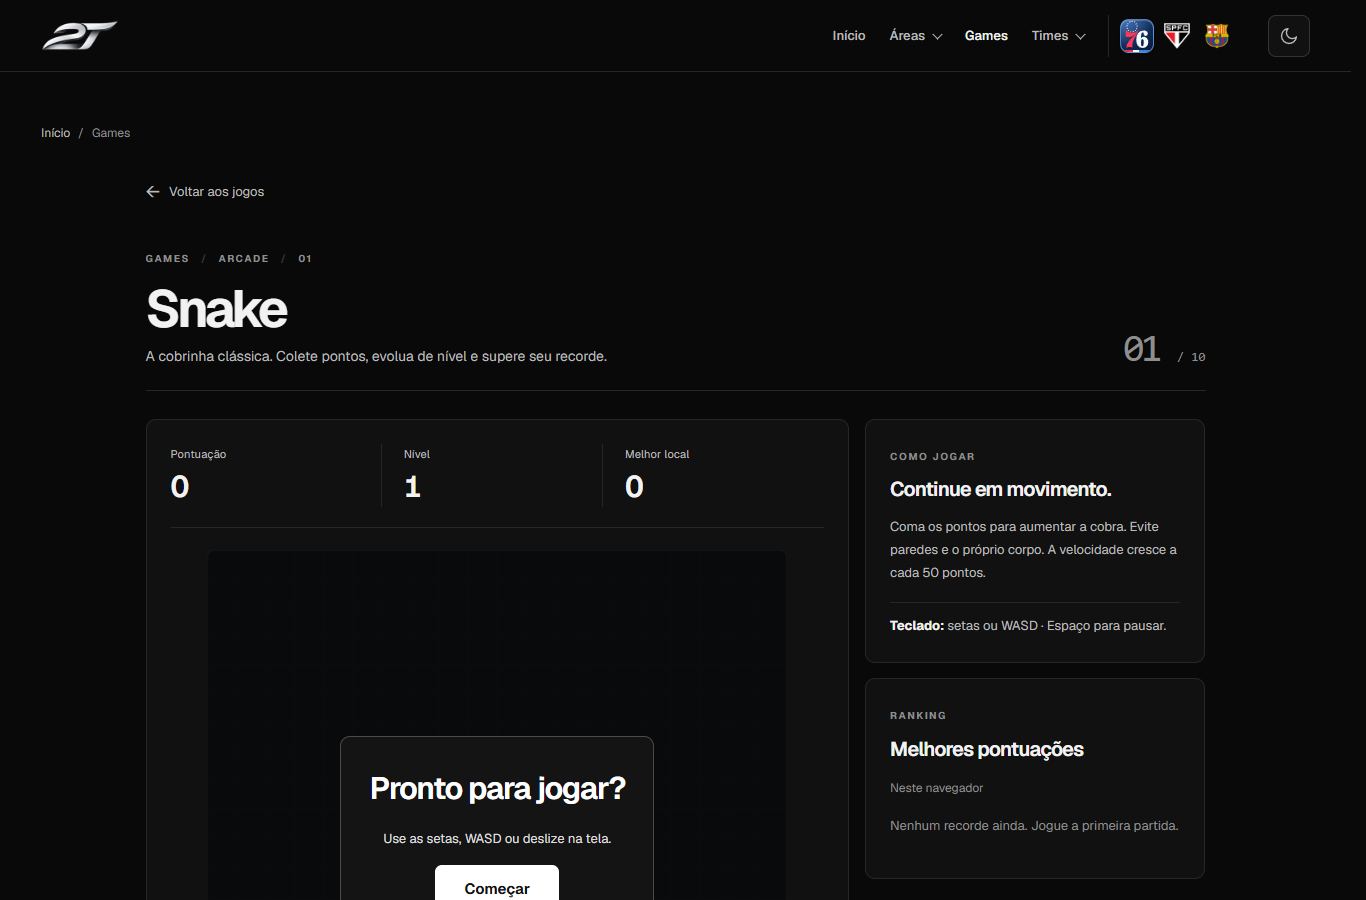 2T
Início
Áreas
Games
Times
76
SPFC
Início / Games
Voltar aos jogos
GAMES / ARCADE / 01
Snake
A cobrinha clássica. Colete pontos, evolua de nível e supere seu recorde.
01 / 10
Pontuação
0
Nível
1
Melhor local
0
Pronto para jogar?
Use as setas, WASD ou deslize na tela.
Começar
COMO JOGAR
Continue em movimento.
Coma os pontos para aumentar a cobra. Evite
paredes e o próprio corpo. A velocidade cresce a
cada 50 pontos.
Teclado: setas ou WASD · Espaço para pausar.
RANKING
Melhores pontuações
Neste navegador
Nenhum recorde ainda. Jogue a primeira partida.